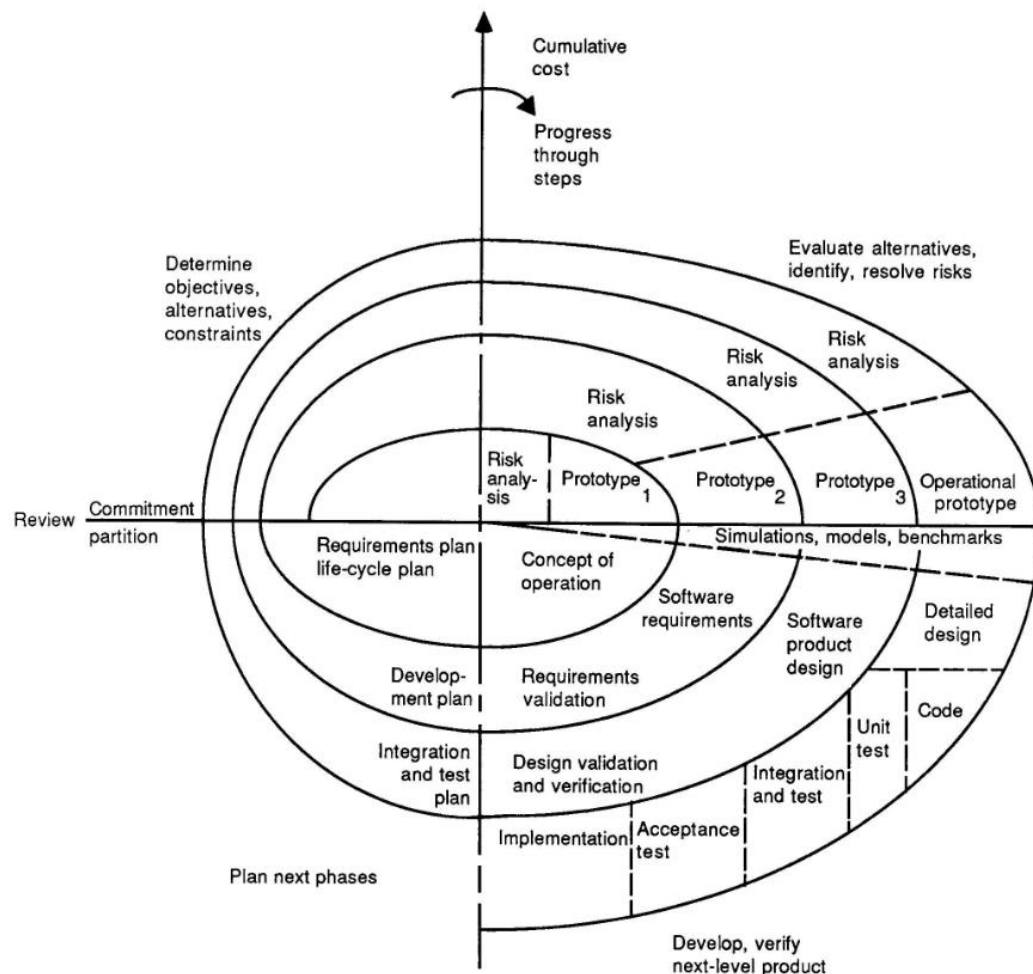 Cumulative
cost
Progress
through
steps
Evaluate alternatives,
identify, resolve risks
Determine
objectives,
alternatives,
constraints
Risk
analysis
Risk
analysis
Risk
analysis
Risk
analy-
sis
Prototype 1
Prototype 2
Prototype 3
Operational
prototype
Review
Commitment
partition
Simulations, models, benchmarks
Requirements plan
life-cycle plan
Concept of
operation
Software
requirements
Software
product
design
Detailed
design
Develop-
ment plan
Requirements
validation
Code
Unit
test
Integration
and test
plan
Design validation
and verification
Integration
and test
Acceptance
test
Implementation
Plan next phases
Develop, verify
next-level product